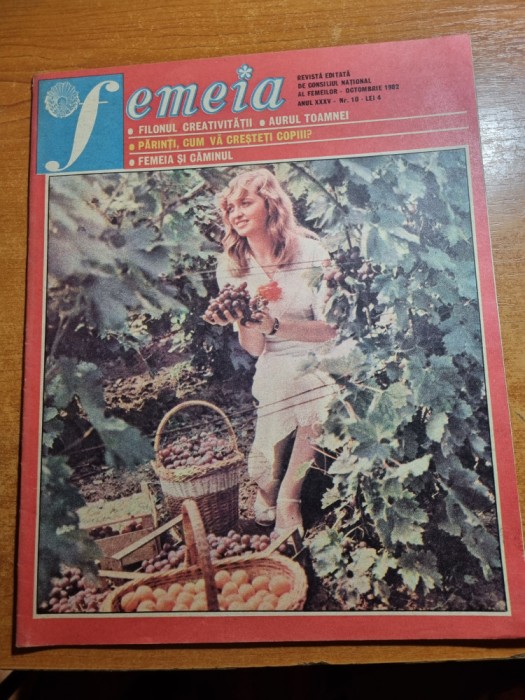 femeia
REVISTĂ EDITATĂ
DE CONSILIUL NAȚIONAL
AL FEMEILOR - OCTOMBRIE 1982
ANUL XXXV - Nr. 10 - LEI 4
• FILONUL CREATIVITĂȚII • AURUL TOAMNEI
• PĂRINȚI, CUM VĂ CREȘTEȚI COPIII?
• FEMEIA ȘI CĂMINUL